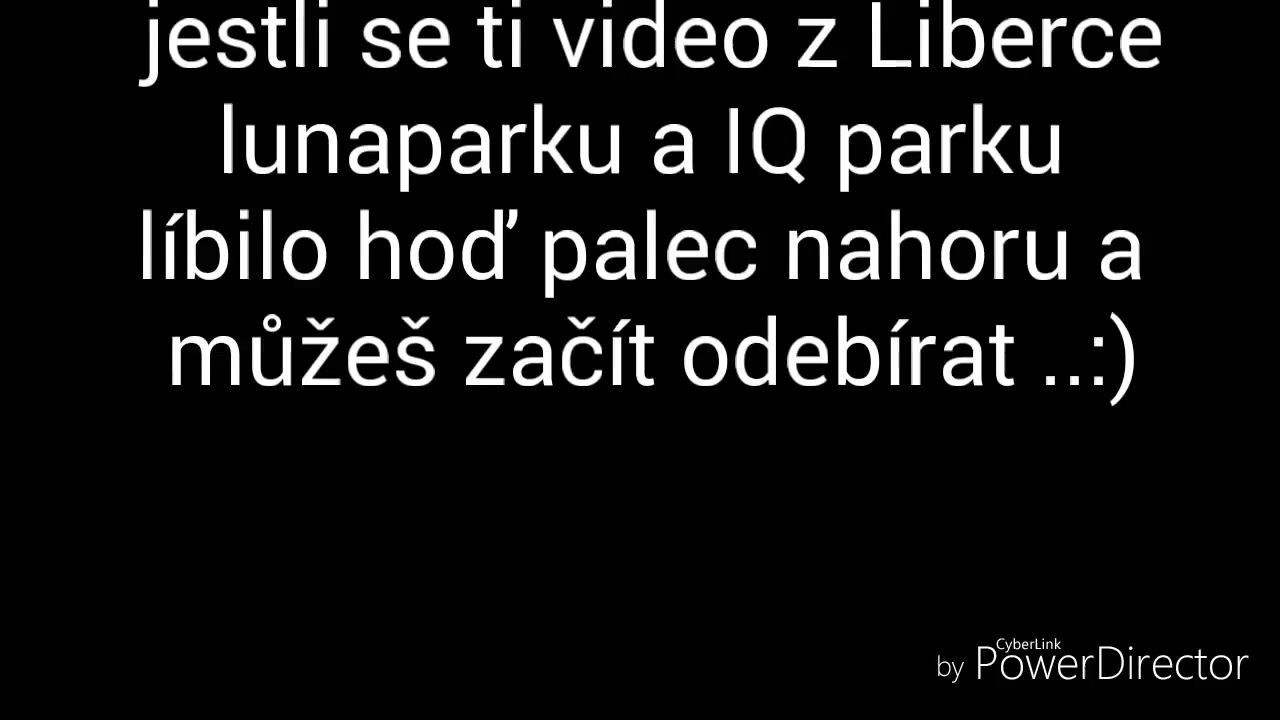 jestli se ti video z Liberce
lunaparku a IQ parku
líbilo hoď palec nahoru a
můžeš začít odebírat ..:)
CyberLink
by PowerDirector